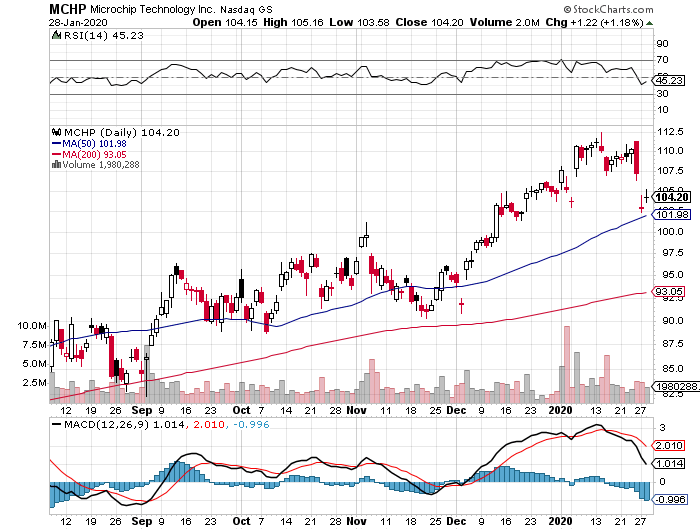 MCHP Microchip Technology Inc. Nasdaq GS © StockCharts.com
28-Jan-2020 Open 104.15 High 105.16 Low 103.58 Close 104.20 Volume 2.0M Chg +1.22 (+1.18%)
RSI(14) 45.23
90
70
50
45.23
30
10
MCHP (Daily) 104.20
MA(50) 101.98
MA(200) 93.05
Volume 1,980,288
112.5
110.0
107.5
105.0
104.20
102.5
101.98
100.0
97.5
95.0
93.05
92.5
90.0
87.5
85.0
82.5
1980288
10.0M
7.5M
5.0M
2.5M
12 19 26 Sep 9 16 23 Oct 7 14 21 28 Nov 11 18 25 Dec 9 16 23 2020 13 21 27
MACD(12,26,9) 1.014, 2.010, -0.996
3
2.010
1.014
0
-0.996
12 19 26 Sep 9 16 23 Oct 7 14 21 28 Nov 11 18 25 Dec 9 16 23 2020 13 21 27